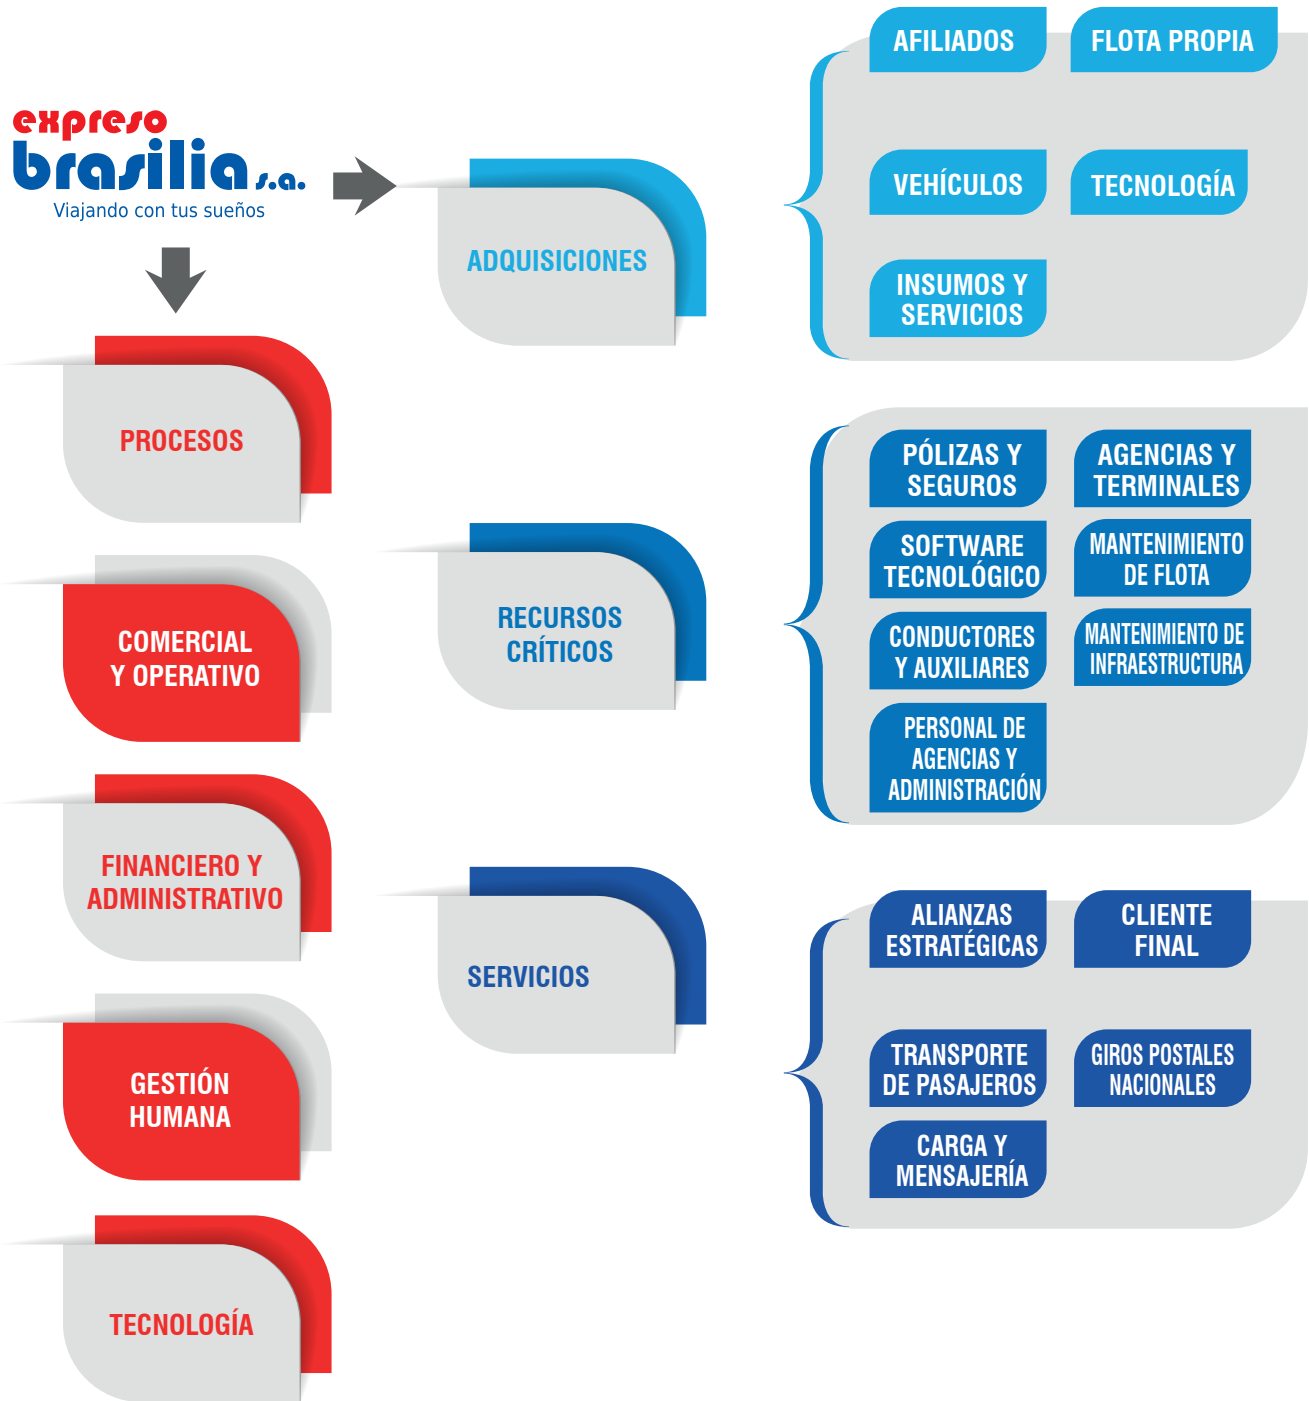 expreso
brasilia s.a.
Viajando con tus sueños
PROCESOS
COMERCIAL
Y OPERATIVO
FINANCIERO Y
ADMINISTRATIVO
GESTIÓN
HUMANA
TECNOLOGÍA
ADQUISICIONES
AFILIADOS
FLOTA PROPIA
VEHÍCULOS
TECNOLOGÍA
INSUMOS Y
SERVICIOS
RECURSOS
CRÍTICOS
PÓLIZAS Y
SEGUROS
AGENCIAS Y
TERMINALES
SOFTWARE
TECNOLÓGICO
MANTENIMIENTO
DE FLOTA
CONDUCTORES
Y AUXILIARES
MANTENIMIENTO DE
INFRAESTRUCTURA
PERSONAL DE
AGENCIAS Y
ADMINISTRACIÓN
SERVICIOS
ALIANZAS
ESTRATÉGICAS
CLIENTE
FINAL
TRANSPORTE
DE PASAJEROS
GIROS POSTALES
NACIONALES
CARGA Y
MENSAJERÍA